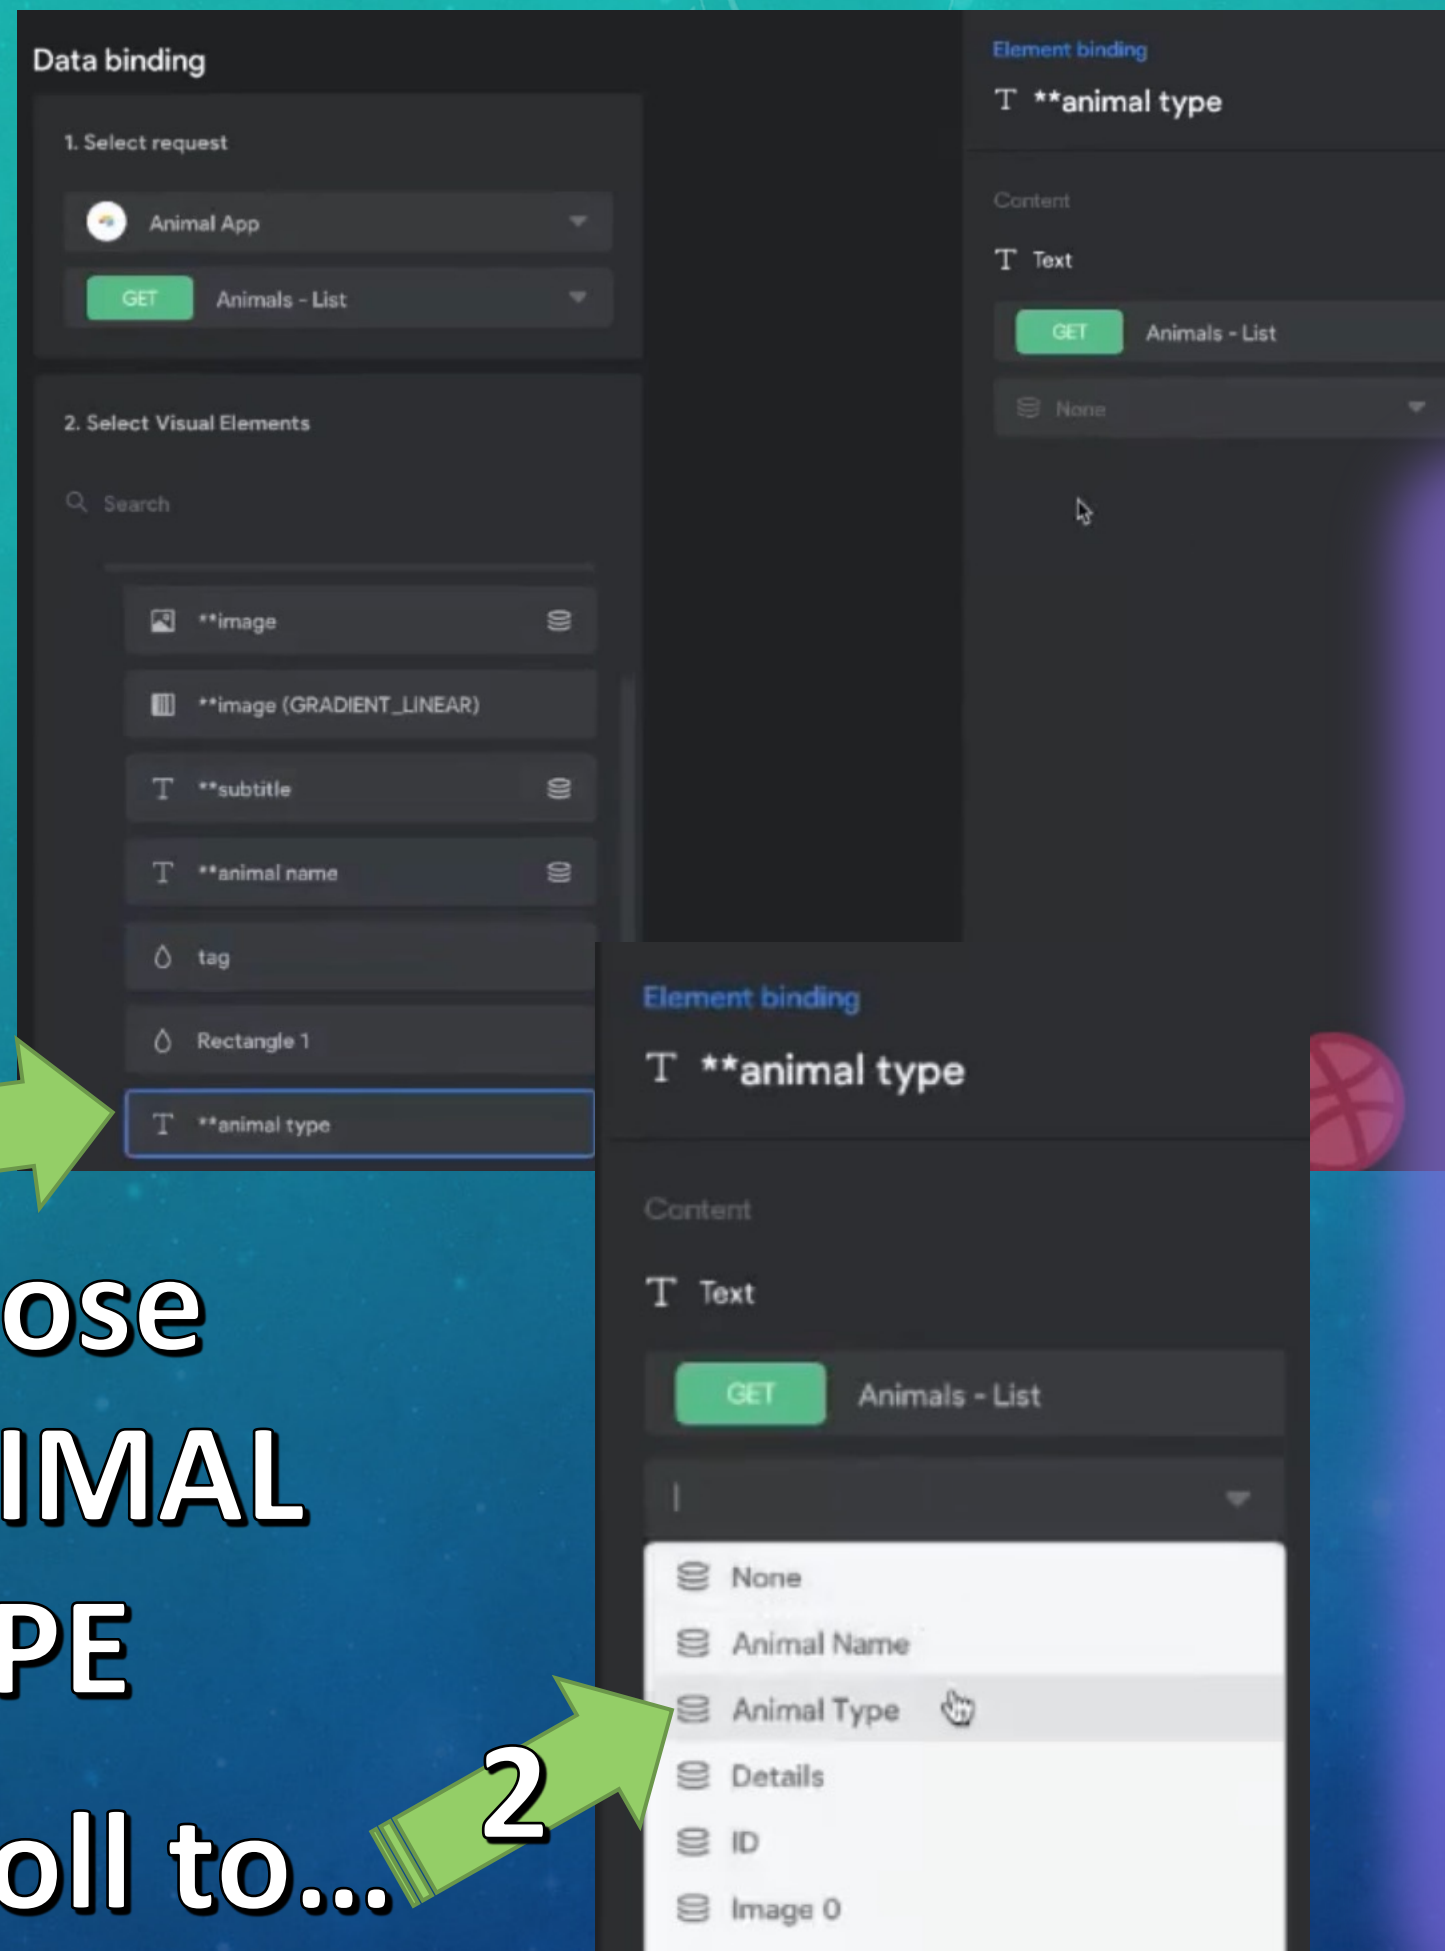 Data binding
1. Select request
Animal App
GET Animals - List
2. Select Visual Elements
Search
**image
**image (GRADIENT_LINEAR)
**subtitle
**animal name
tag
Rectangle 1
T **animal type
Element binding
T **animal type
Content
T Text
GET Animals - List
None
Element binding
T **animal type
Content
T Text
GET Animals - List
None
Animal Name
Animal Type
Details
ID
Image 0
ose
IMAL
PE
oll to...
2